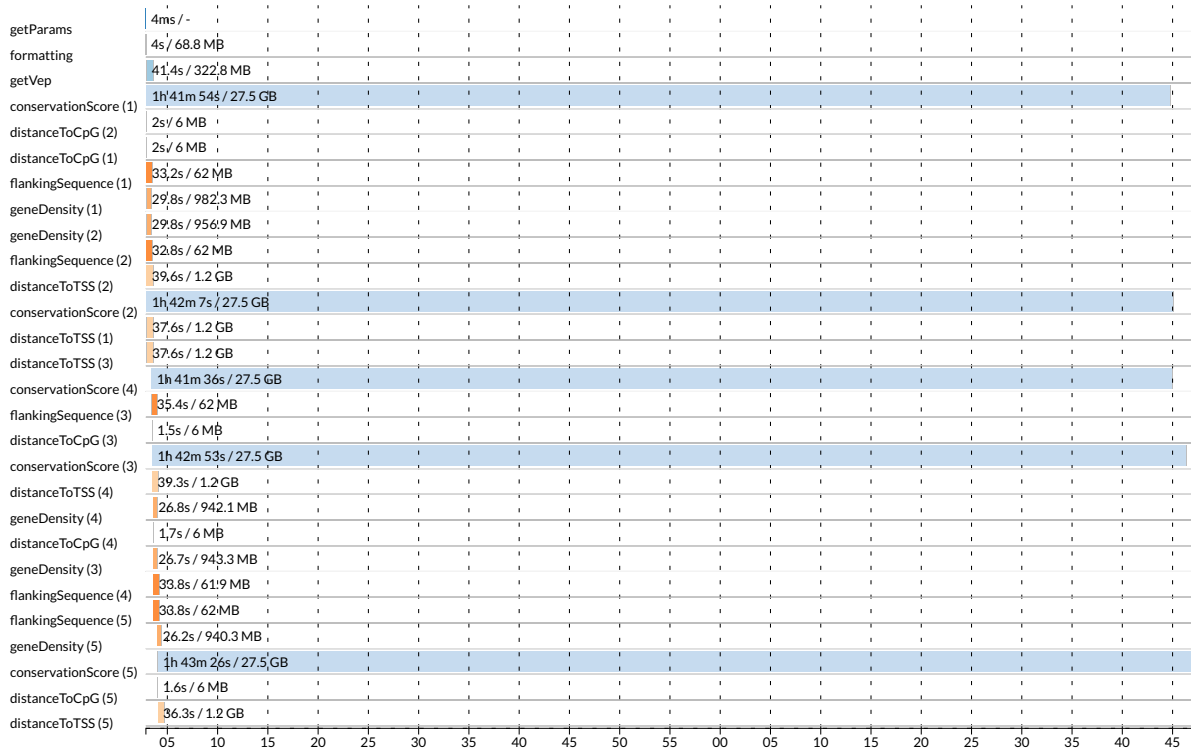 4ms / -
getParams
4s / 68.8 MB
formatting
41.4s / 322.8 MB
getVep
1h 41m 54s / 27.5 GB
conservationScore (1)
2s / 6 MB
distanceToCpG (2)
2s / 6 MB
distanceToCpG (1)
33.2s / 62 MB
flankingSequence (1)
29.8s / 982.3 MB
geneDensity (1)
29.8s / 956.9 MB
geneDensity (2)
32.8s / 62 MB
flankingSequence (2)
39.6s / 1.2 GB
distanceToTSS (2)
1h 42m 7s / 27.5 GB
conservationScore (2)
37.6s / 1.2 GB
distanceToTSS (1)
37.6s / 1.2 GB
distanceToTSS (3)
1h 41m 36s / 27.5 GB
conservationScore (4)
35.4s / 62 MB
flankingSequence (3)
1.5s / 6 MB
distanceToCpG (3)
1h 42m 53s / 27.5 GB
conservationScore (3)
39.3s / 1.2 GB
distanceToTSS (4)
26.8s / 942.1 MB
geneDensity (4)
1.7s / 6 MB
distanceToCpG (4)
26.7s / 943.3 MB
geneDensity (3)
33.8s / 61.9 MB
flankingSequence (4)
33.8s / 62 MB
flankingSequence (5)
26.2s / 940.3 MB
geneDensity (5)
1h 43m 26s / 27.5 GB
conservationScore (5)
1.6s / 6 MB
distanceToCpG (5)
36.3s / 1.2 GB
distanceToTSS (5)
05 10 15 20 25 30 35 40 45 50 55 00 05 10 15 20 25 30 35 40 45